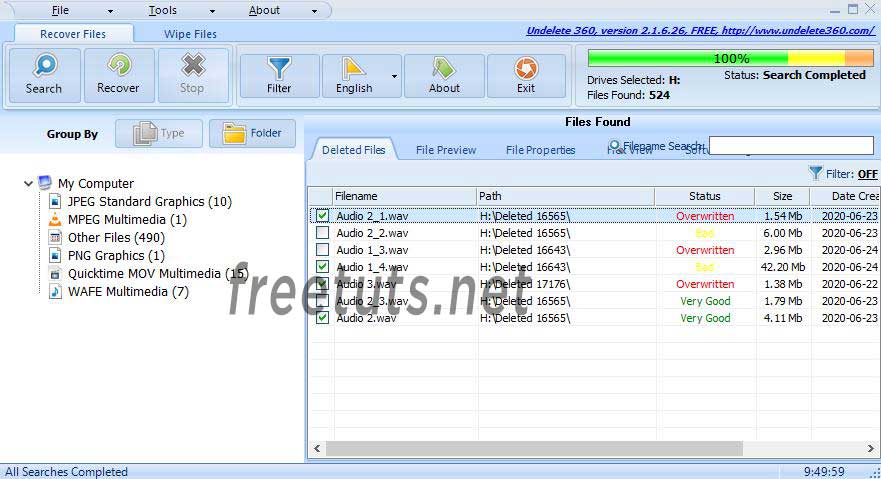 File Tools About
Recover Files Wipe Files
Undelete 360, version 2.1.6.26, FREE, http://www.undelete360.com/
Search Recover Stop Filter English About Exit
100%
Status: Search Completed
Drives Selected: H:
Files Found: 524
Group By Type Folder
Files Found
Deleted Files File Preview File Properties
Filename Search:
Filter: OFF
My Computer
JPEG Standard Graphics (10)
MPEG Multimedia (1)
Other Files (490)
PNG Graphics (1)
Quicktime MOV Multimedia (15)
WAFE Multimedia (7)
Filename Path Status Size Date Crea
Audio 2_1.wav H:\Deleted 16565\ Overwritten 1.54 Mb 2020-06-23
Audio 2_2.wav H:\Deleted 16565\ Bad 6.00 Mb 2020-06-23
Audio 1_3.wav H:\Deleted 16643\ Overwritten 2.96 Mb 2020-06-24
Audio 1_4.wav H:\Deleted 16643\ Bad 42.20 Mb 2020-06-24
Audio 3.wav H:\Deleted 17176\ Overwritten 1.38 Mb 2020-06-22
Audio 2_3.wav H:\Deleted 16565\ Very Good 1.79 Mb 2020-06-23
Audio 2.wav H:\Deleted 16565\ Very Good 4.11 Mb 2020-06-23
freetuts.net
All Searches Completed 9:49:59